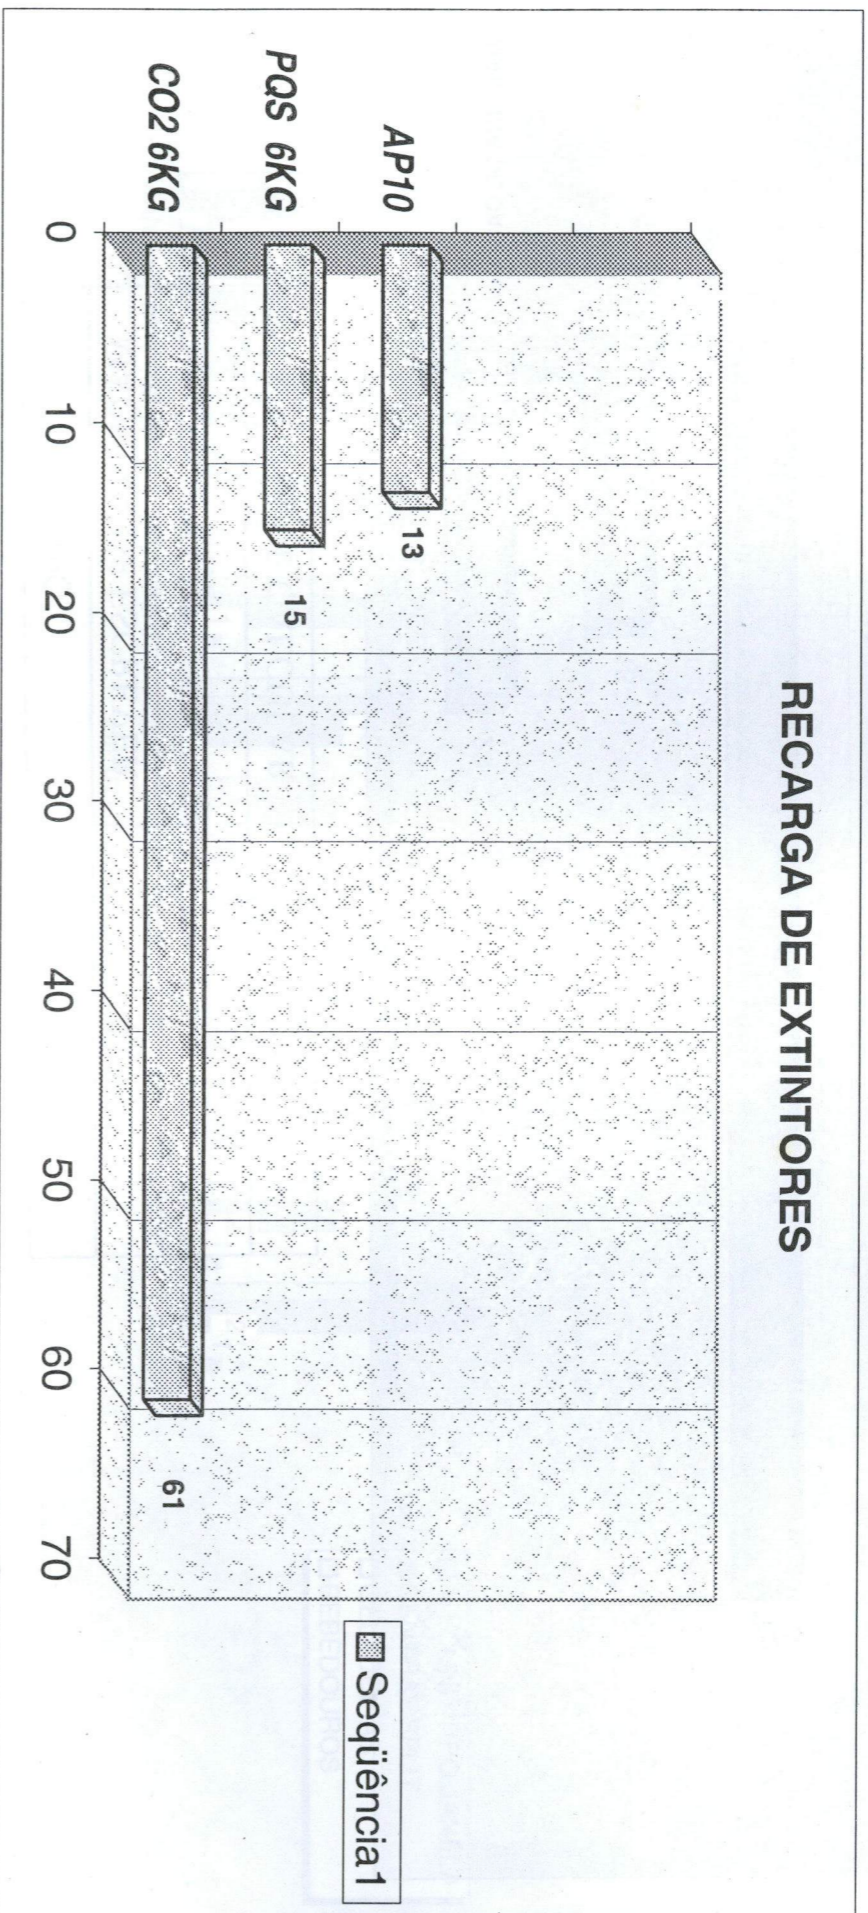 RECARGA DE EXTINTORES
AP10
13
PQS 6KG
15
CO2 6KG
61
0 10 20 30 40 50 60 70
Seqüência1